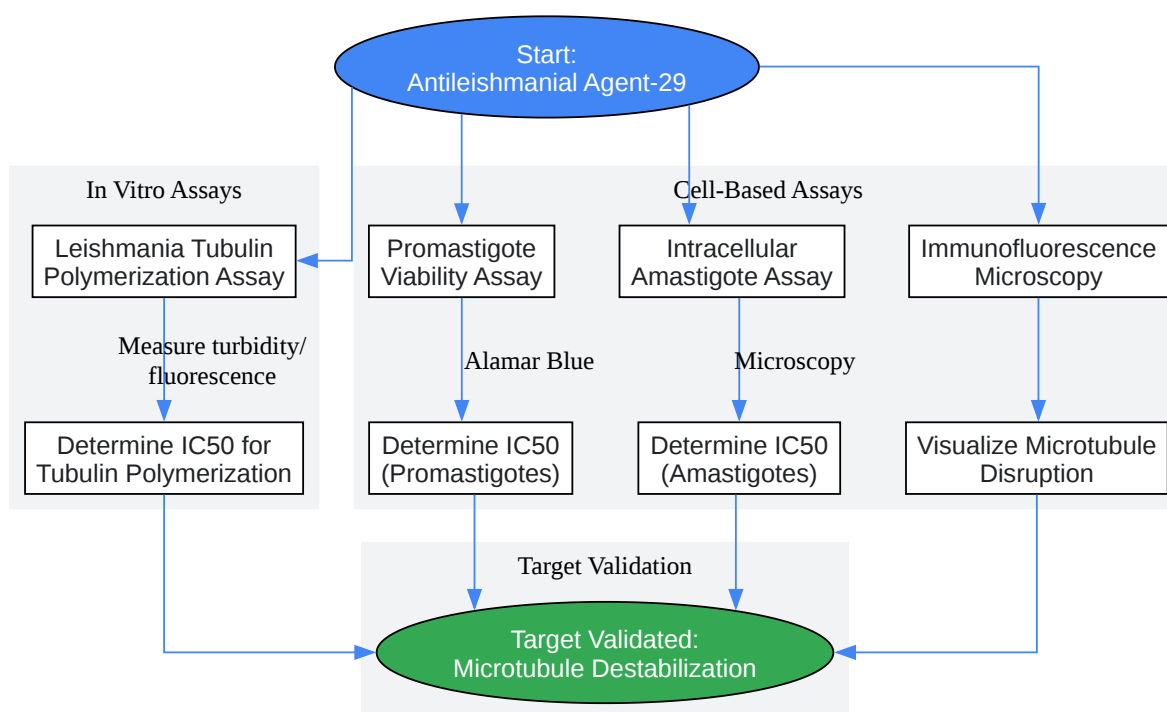 Start:
Antileishmanial Agent-29
In Vitro Assays
Cell-Based Assays
Leishmania Tubulin
Polymerization Assay
Promastigote
Viability Assay
Intracellular
Amastigote Assay
Immunofluorescence
Microscopy
Measure turbidity/
fluorescence
Alamar Blue
Microscopy
Determine IC50 for
Tubulin Polymerization
Determine IC50
(Promastigotes)
Determine IC50
(Amastigotes)
Visualize Microtubule
Disruption
Target Validation
Target Validated:
Microtubule Destabilization